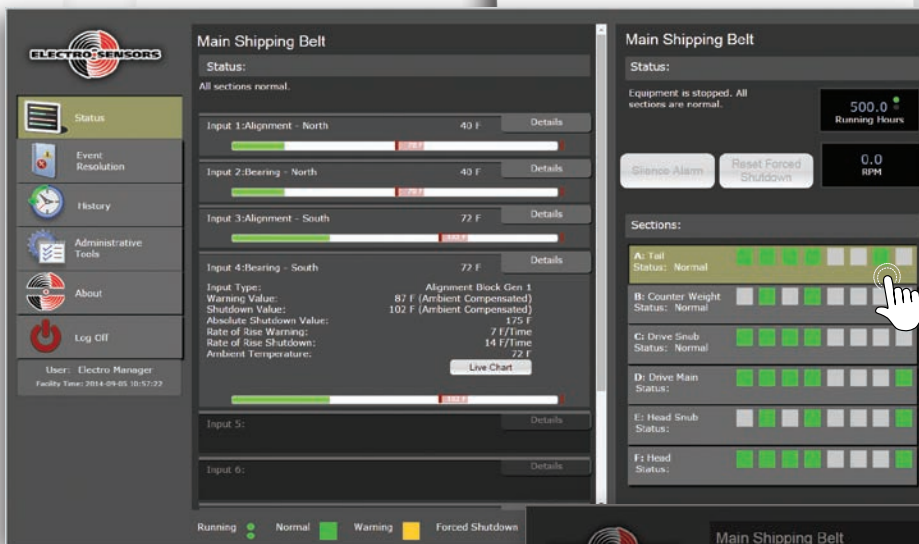 ELECTRO-SENSORS
Status
Event
Resolution
History
Administrative
Tools
About
Log Off
User: Electro Manager
Facility Time: 2014-09-05 10:57:22
Main Shipping Belt
Status:
All sections normal.
Input 1:Alignment - North 40 F Details
Input 2:Bearing - North 40 F Details
Input 3:Alignment - South 72 F Details
102 F
Input 4:Bearing - South 72 F Details
Input Type: Alignment Block Gen 1
Warning Value: 87 F (Ambient Compensated)
Shutdown Value: 102 F (Ambient Compensated)
Absolute Shutdown Value: 175 F
Rate of Rise Warning: 7 F/Time
Rate of Rise Shutdown: 14 F/Time
Ambient Temperature: 72 F
Live Chart
102 F
Input 5: Details
Input 6: Details
Running Normal Warning Forced Shutdown
Main Shipping Belt
Status:
Equipment is stopped. All
sections are normal.
500.0
Running Hours
Silence Alarm
Reset Forced
Shutdown
0.0
RPM
Sections:
A: Tail
Status: Normal
B: Counter Weight
Status: Normal
C: Drive Snub
Status: Normal
D: Drive Main
Status:
E: Head Snub
Status:
F: Head
Status:
Main Shipping Belt